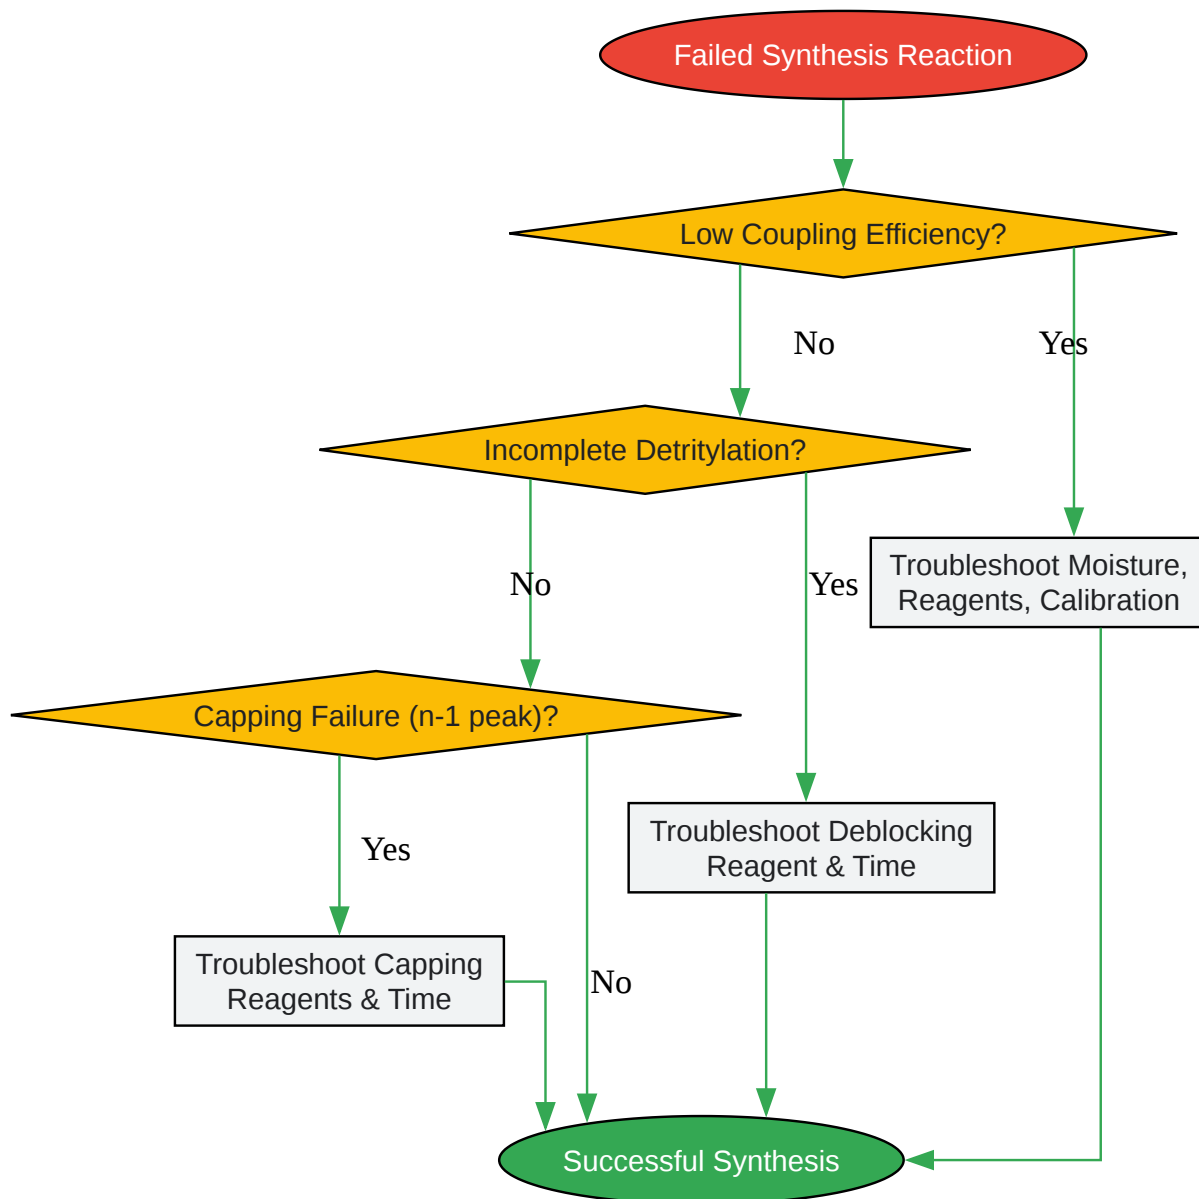 Failed Synthesis Reaction
Low Coupling Efficiency?
No
Yes
Incomplete Detritylation?
Troubleshoot Moisture,
Reagents, Calibration
No
Yes
Capping Failure (n-1 peak)?
Troubleshoot Deblocking
Reagent & Time
Yes
Troubleshoot Capping
Reagents & Time
No
Successful Synthesis